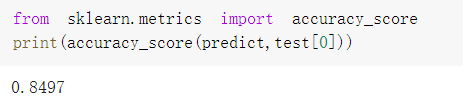 from sklearn.metrics import accuracy_score
print(accuracy_score(predict,test[0]))
0.8497